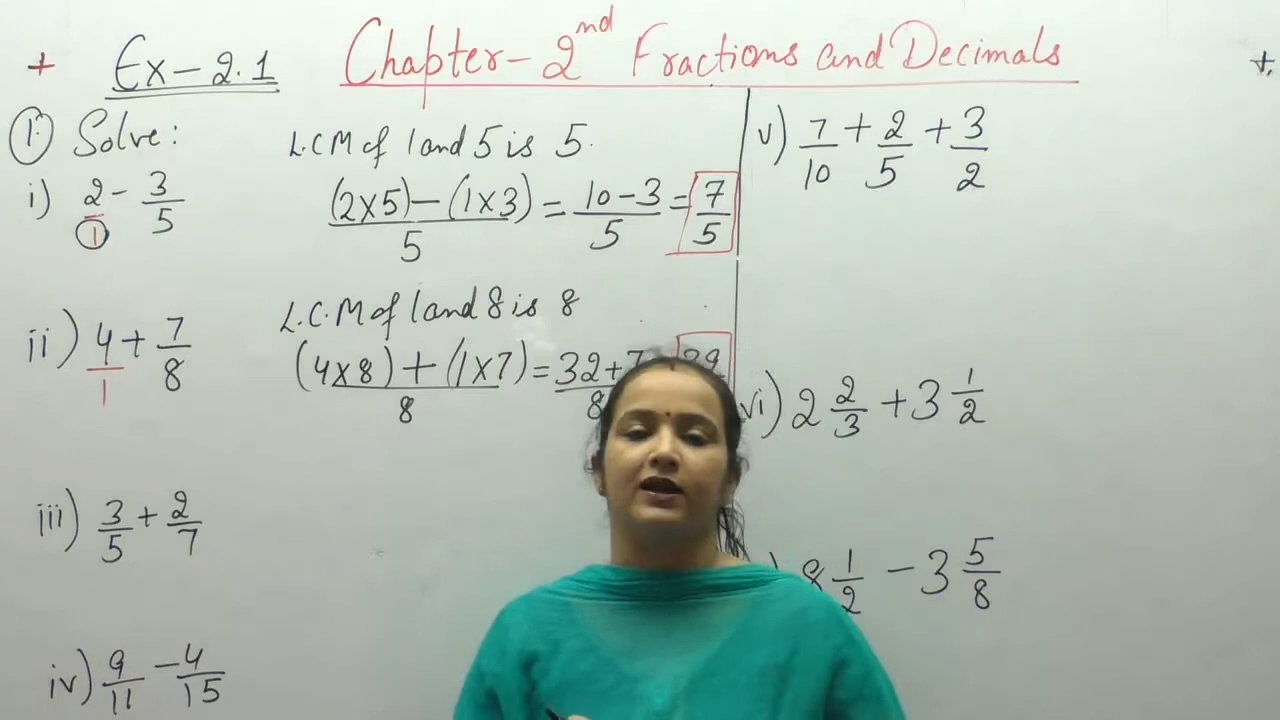 Ex-2.1 Chapter-2nd Fractions and Decimals
① Solve:
i) 2/1 - 3/5
L.C.M of 1 and 5 is 5.
(2×5)-(1×3)/5 = 10-3/5 = 7/5
ii) 4/1 + 7/8
L.C.M of 1 and 8 is 8
(4×8)+(1×7)/8 = 32+7/8 39
iii) 3/5 + 2/7
iv) 9/11 - 4/15
v) 7/10 + 2/5 + 3/2
vi) 2 2/3 + 3 1/2
) 8 1/2 - 3 5/8